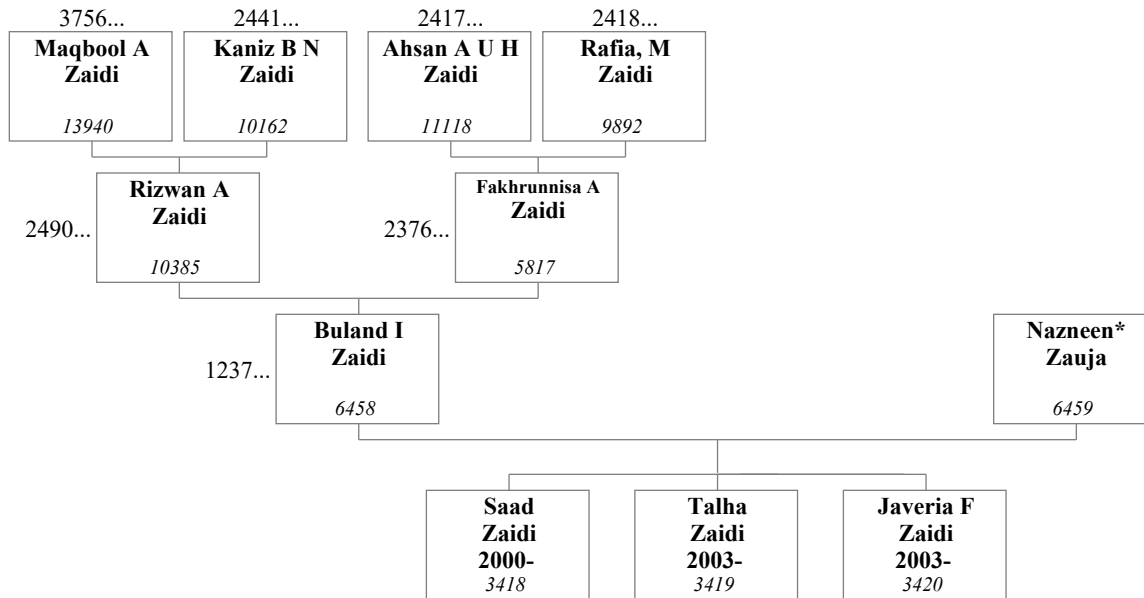 3756... 2441... 2417... 2418...
Maqbool A Zaidi 13940
Kaniz B N Zaidi 10162
Ahsan A U H Zaidi 11118
Rafia, M Zaidi 9892
2490...
Rizwan A
Zaidi
10385
2376...
Fakhrunnisa A
Zaidi
5817
1237...
Buland I
Zaidi
6458
Nazneen*
Zauja
6459
Saad
Zaidi
2000-
3418
Talha
Zaidi
2003-
3419
Javeria F
Zaidi
2003-
3420